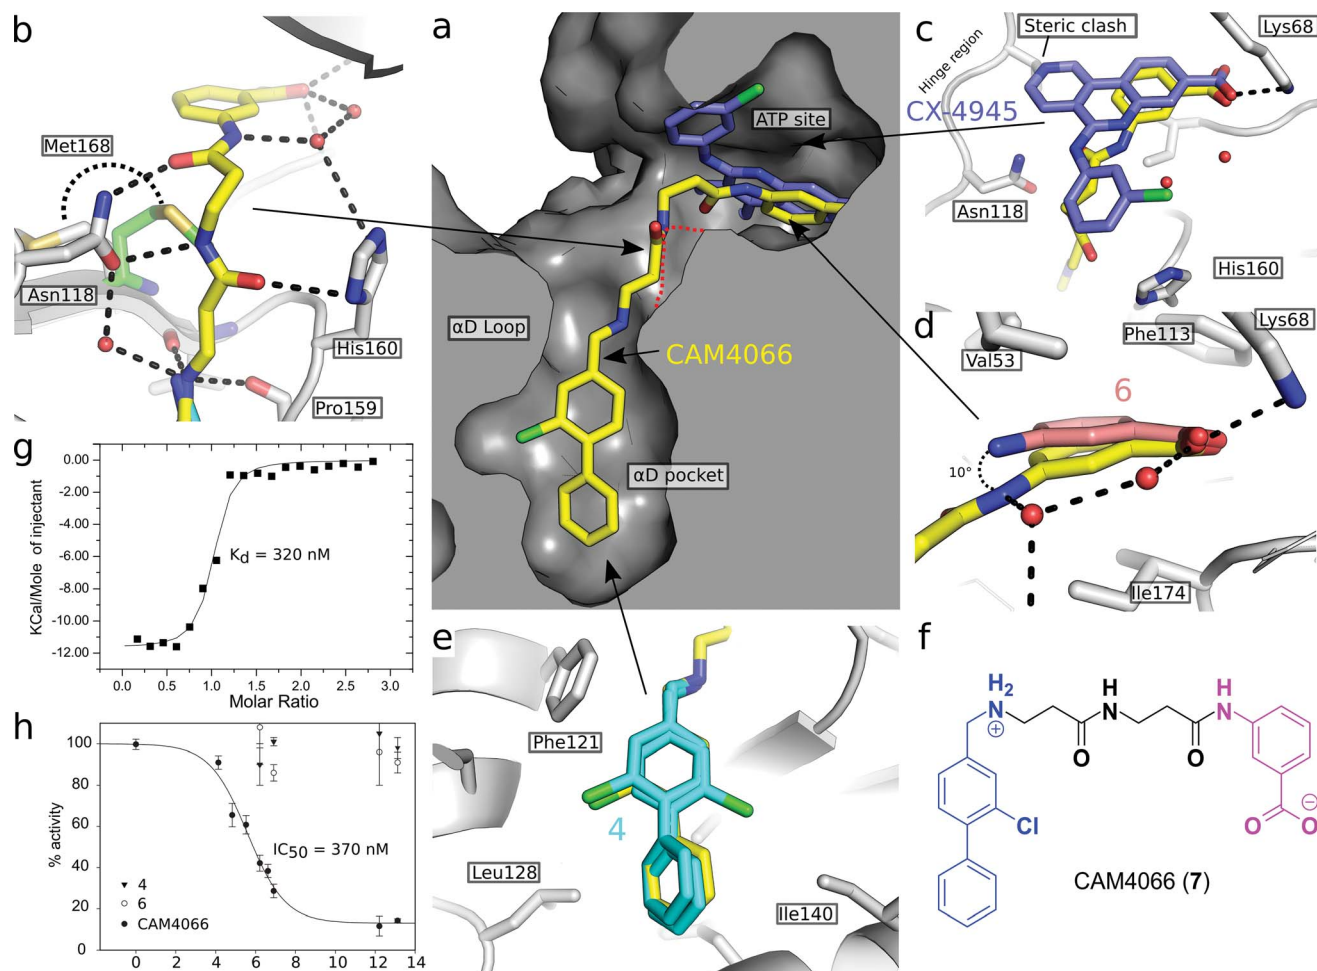 b
Met168
Asn118
His160
Pro159
a
ATP site
αD Loop
CAM4066
αD pocket
c
Steric clash
Lys68
Hinge region
CX-4945
Asn118
His160
d
Lys68
Phe113
Val53
6
10°
Ile174
g
0.00
-2.00
-4.00
-6.00
-8.00
-10.00
-12.00
KCal/Mole of injectant
Kd = 320 nM
0.0 0.5 1.0 1.5 2.0 2.5 3.0
Molar Ratio
h
100
80
60
40
20
0
% activity
IC50 = 370 nM
4
6
CAM4066
0 2 4 6 8 10 12 14
e
Phe121
4
Leu128
Ile140
f
H2 H H
N N N
⊕
O O
Cl
O O ⊖
CAM4066 (7)